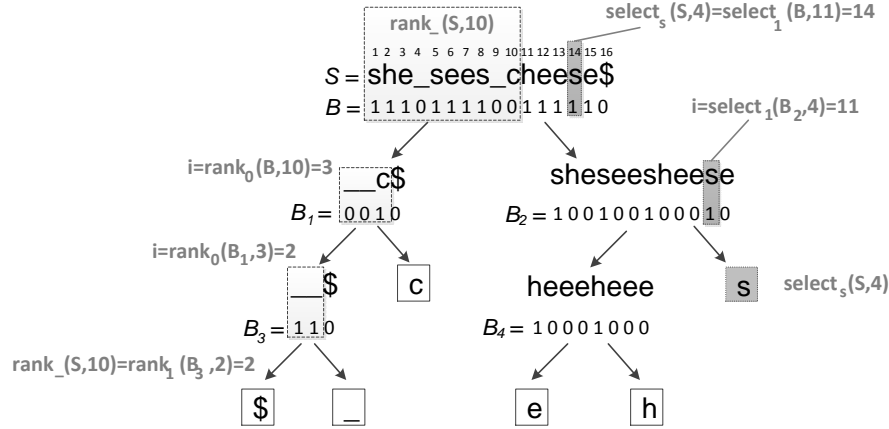 rank_(S,10)
select_s(S,4)=select_1(B,11)=14
1 2 3 4 5 6 7 8 9 10 11 12 13 14 15 16
S = she_sees_cheese$
B = 1 1 1 0 1 1 1 1 0 0 1 1 1 1 1 0
i=select_1(B_2,4)=11
i=rank_0(B,10)=3
__c$
sheseesheese
B_1 = 0 0 1 0
B_2 = 1 0 0 1 0 0 1 0 0 0 1 0
i=rank_0(B_1,3)=2
__$
c
heeeheee
s
select_s(S,4)
B_3 = 1 1 0
B_4 = 1 0 0 0 1 0 0 0
rank_(S,10)=rank_1(B_3,2)=2
$
_
e
h